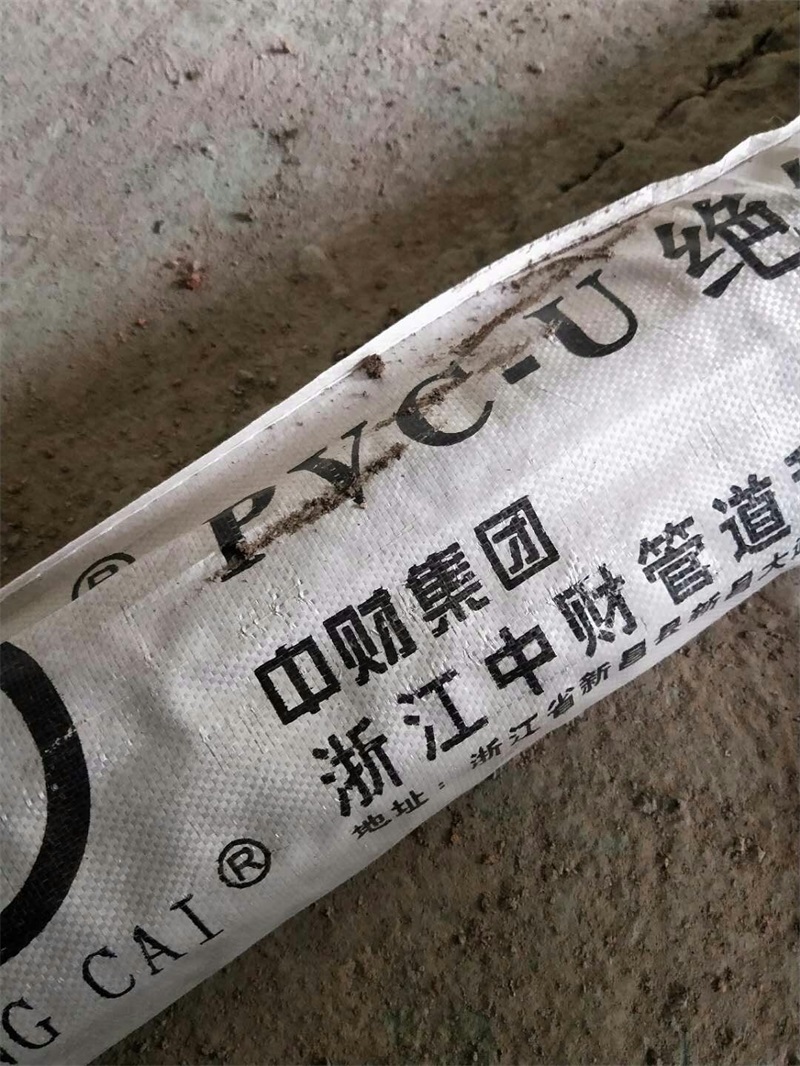 ® PVC-U 绝
中财集团
浙江中财管道
地址：浙江省新昌县新昌大
NG CAI®